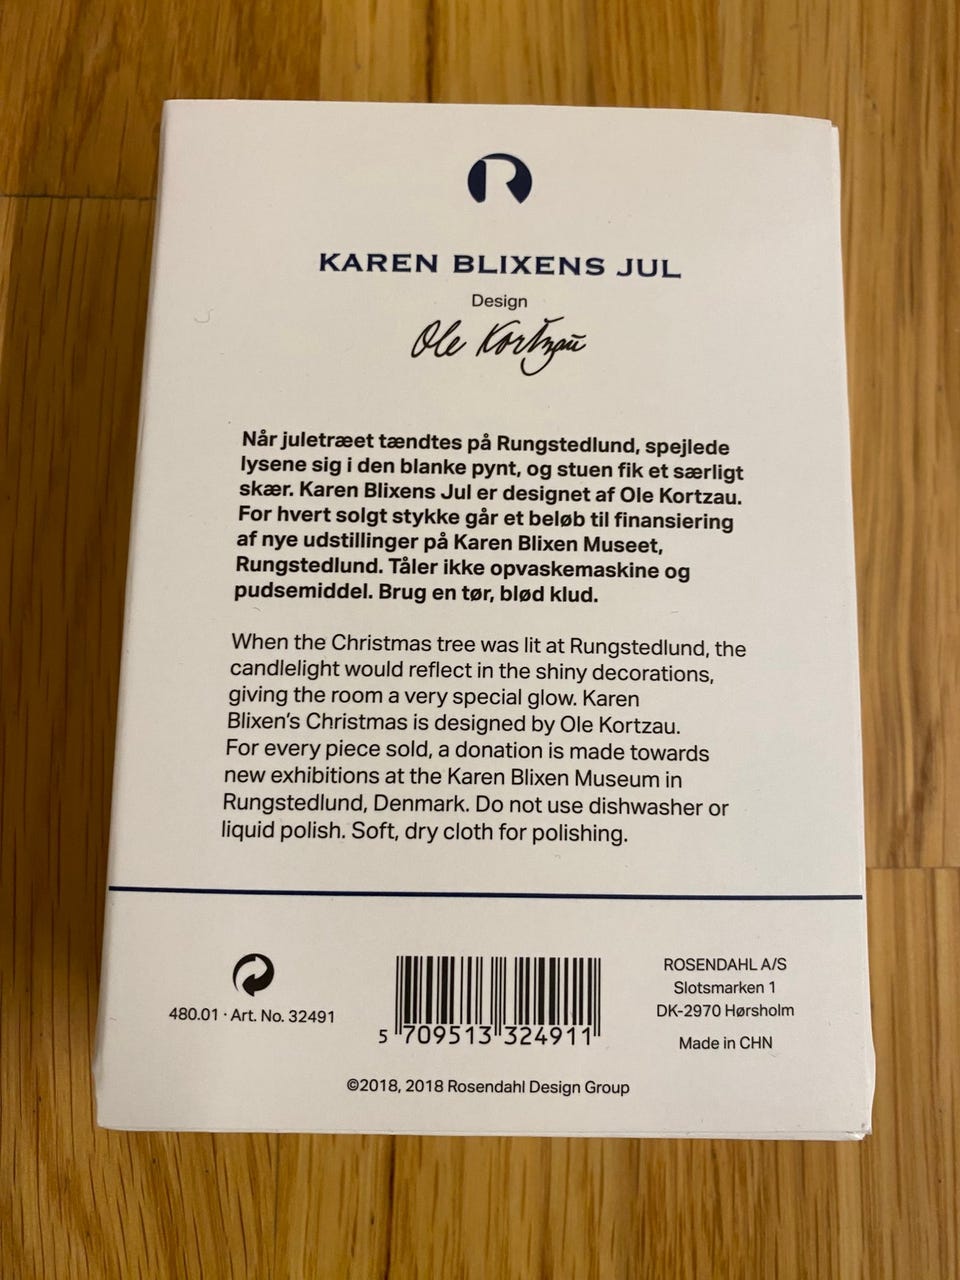 R
KAREN BLIXENS JUL
Design
Ole Kortzau
Når juletræet tændtes på Rungstedlund, spejlede
lysene sig i den blanke pynt, og stuen fik et særligt
skær. Karen Blixens Jul er designet af Ole Kortzau.
For hvert solgt stykke går et beløb til finansiering
af nye udstillinger på Karen Blixen Museet,
Rungstedlund. Tåler ikke opvaskemaskine og
pudsemiddel. Brug en tør, blød klud.
When the Christmas tree was lit at Rungstedlund, the
candlelight would reflect in the shiny decorations,
giving the room a very special glow. Karen
Blixen's Christmas is designed by Ole Kortzau.
For every piece sold, a donation is made towards
new exhibitions at the Karen Blixen Museum in
Rungstedlund, Denmark. Do not use dishwasher or
liquid polish. Soft, dry cloth for polishing.
480.01 · Art. No. 32491
5 709513 324911
ROSENDAHL A/S
Slotsmarken 1
DK-2970 Hørsholm
Made in CHN
©2018, 2018 Rosendahl Design Group